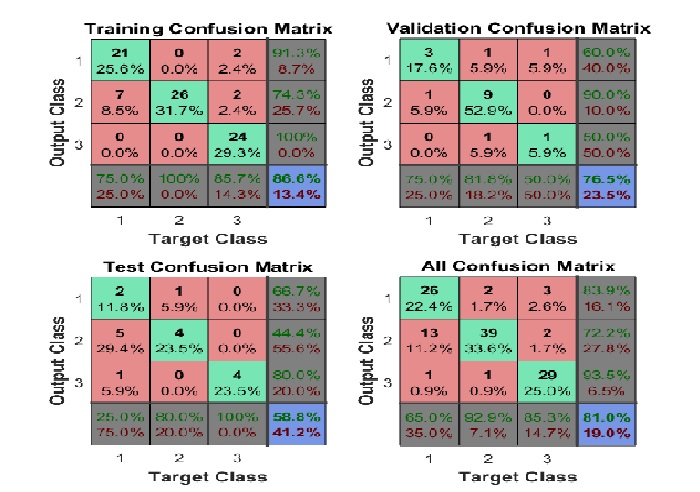 Training Confusion Matrix
21 0 2 91.3%
1
25.6% 0.0% 2.4% 8.7%
7 26 2 74.3%
2
8.5% 31.7% 2.4% 25.7%
0 0 24 100%
3
0.0% 0.0% 29.3% 0.0%
75.0% 100% 85.7% 86.6%
25.0% 0.0% 14.3% 13.4%
1 2 3
Target Class
Output Class
Validation Confusion Matrix
3 1 1 60.0%
1
17.6% 5.9% 5.9% 40.0%
1 9 0 90.0%
2
5.9% 52.9% 0.0% 10.0%
0 1 1 50.0%
3
0.0% 5.9% 5.9% 50.0%
75.0% 81.8% 50.0% 76.5%
25.0% 18.2% 50.0% 23.5%
1 2 3
Target Class
Output Class
Test Confusion Matrix
2 1 0 66.7%
1
11.8% 5.9% 0.0% 33.3%
5 4 0 44.4%
2
29.4% 23.5% 0.0% 55.6%
1 0 4 80.0%
3
5.9% 0.0% 23.5% 20.0%
25.0% 80.0% 100% 58.8%
75.0% 20.0% 0.0% 41.2%
1 2 3
Target Class
Output Class
All Confusion Matrix
26 2 3 83.9%
1
22.4% 1.7% 2.6% 16.1%
13 39 2 72.2%
2
11.2% 33.6% 1.7% 27.8%
1 1 29 93.5%
3
0.9% 0.9% 25.0% 6.5%
65.0% 92.9% 85.3% 81.0%
35.0% 7.1% 14.7% 19.0%
1 2 3
Target Class
Output Class